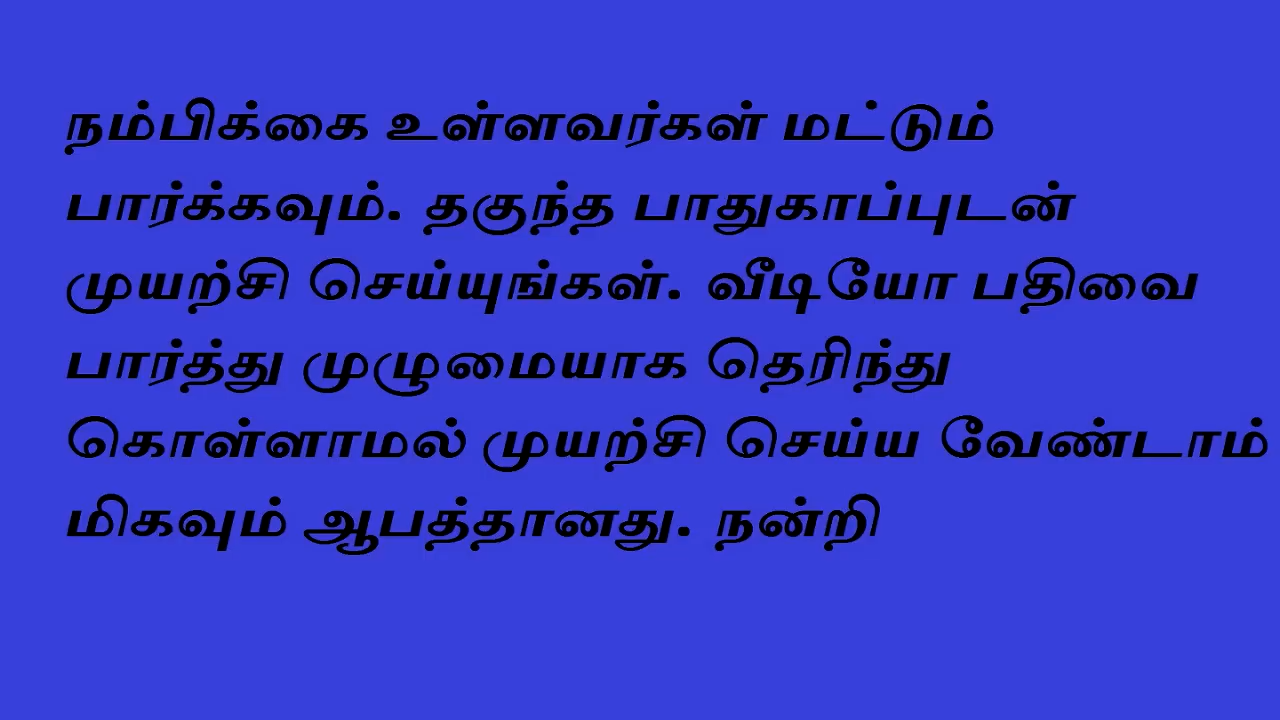 நம்பிக்கை உள்ளவர்கள் மட்டும்
பார்க்கவும். தகுந்த பாதுகாப்புடன்
முயற்சி செய்யுங்கள். வீடியோ பதிவை
பார்த்து முழுமையாக தெரிந்து
கொள்ளாமல் முயற்சி செய்ய வேண்டாம்
மிகவும் ஆபத்தானது. நன்றி